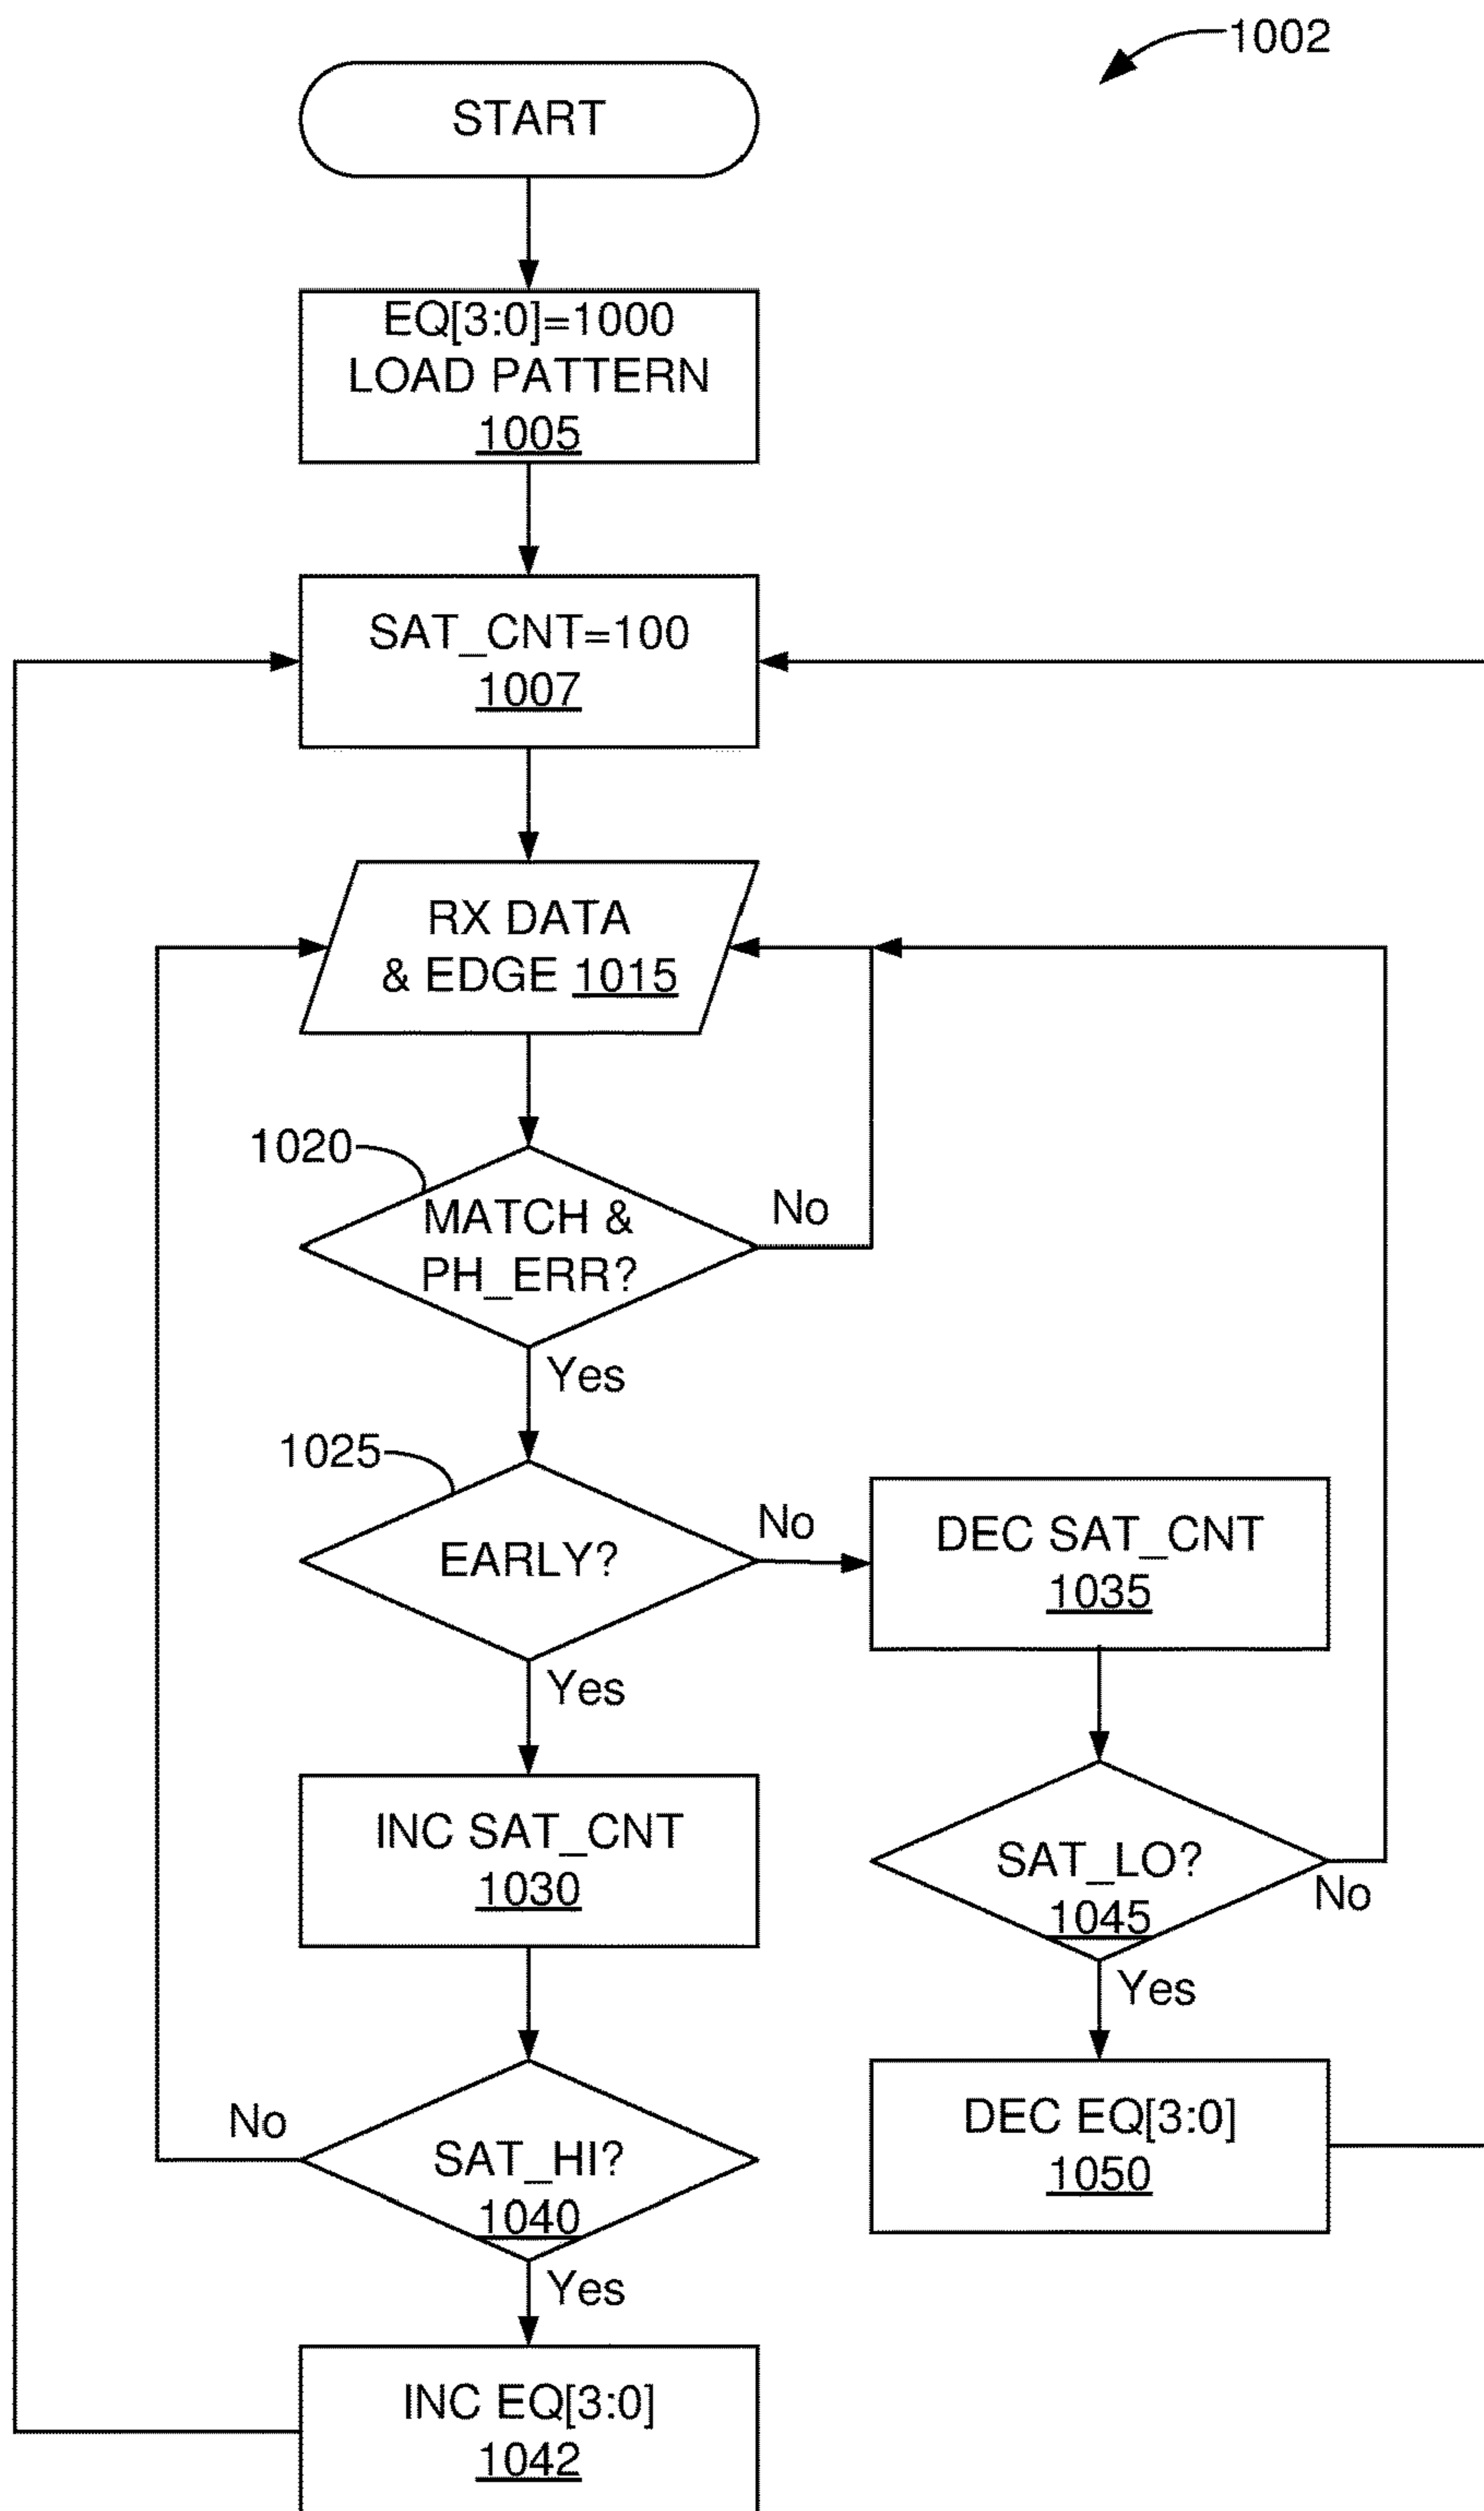 1002
START
EQ[3:0]=1000
LOAD PATTERN
1005
SAT_CNT=100
1007
RX DATA
& EDGE 1015
1020
MATCH &
PH_ERR?
No
Yes
1025
EARLY?
No
DEC SAT_CNT
1035
Yes
INC SAT_CNT
1030
SAT_LO?
1045
No
Yes
No
SAT_HI?
1040
DEC EQ[3:0]
1050
Yes
INC EQ[3:0]
1042